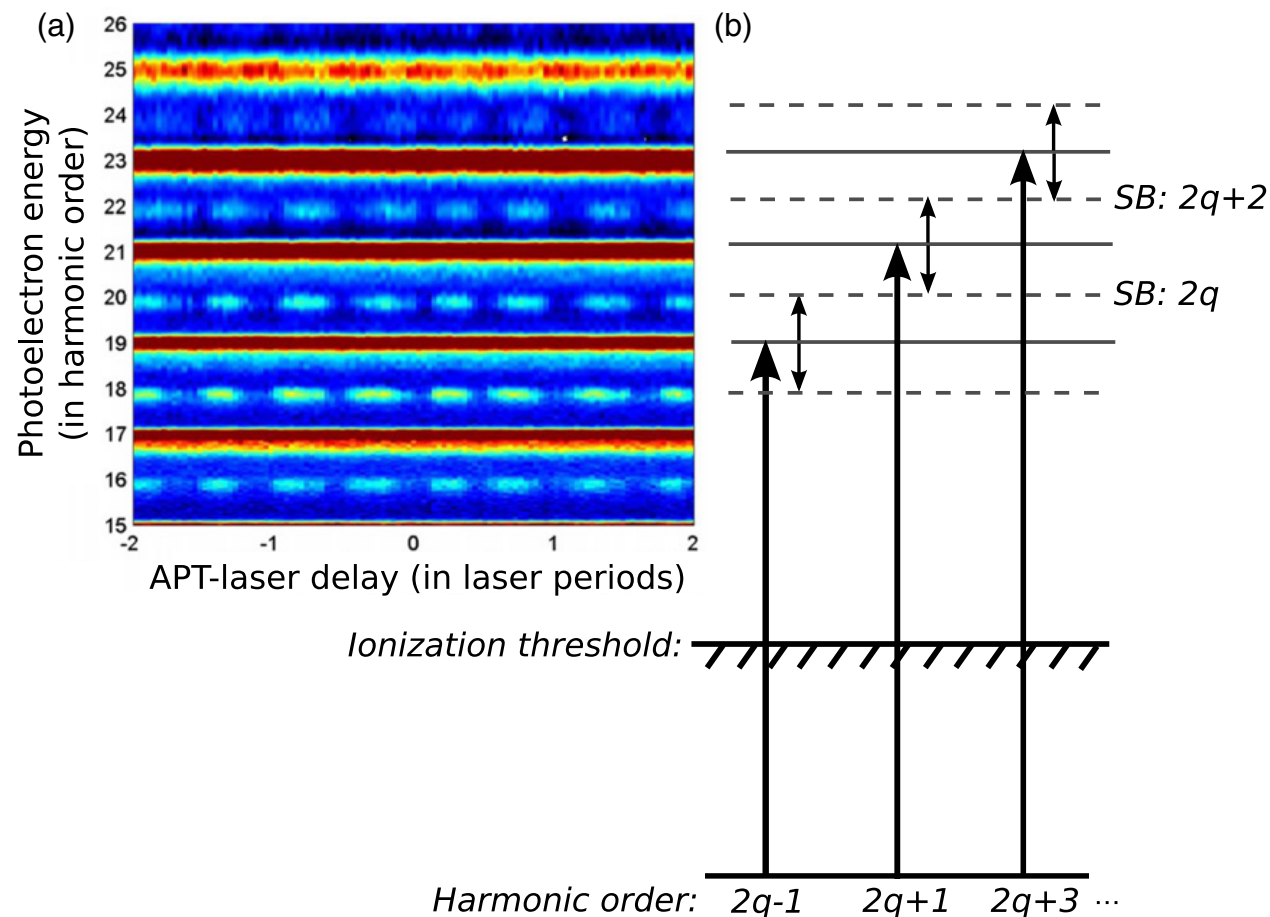 (a)
(b)
26
25
24
23
22
21
20
19
18
17
16
15
Photoelectron energy
(in harmonic order)
-2 -1 0 1 2
APT-laser delay (in laser periods)
SB: 2q+2
SB: 2q
Ionization threshold:
Harmonic order: 2q-1 2q+1 2q+3 ...